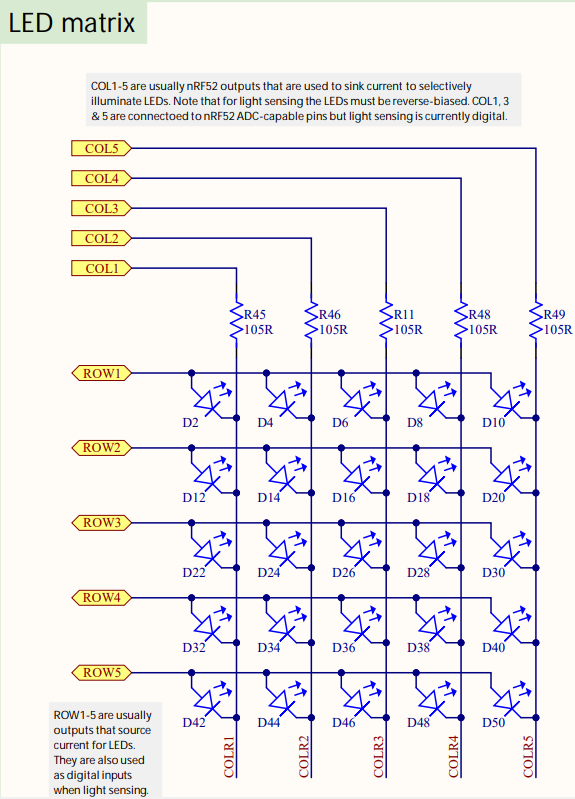 LED matrix
COL1-5 are usually nRF52 outputs that are used to sink current to selectively
illuminate LEDs. Note that for light sensing the LEDs must be reverse-biased. COL1, 3
& 5 are connectoed to nRF52 ADC-capable pins but light sensing is currently digital.
COL5
COL4
COL3
COL2
COL1
R45 R46 R11 R48 R49
105R 105R 105R 105R 105R
ROW1
D2 D4 D6 D8 D10
ROW2
D12 D14 D16 D18 D20
ROW3
D22 D24 D26 D28 D30
ROW4
D32 D34 D36 D38 D40
ROW5
D42 D44 D46 D48 D50
ROW1-5 are usually
outputs that source
current for LEDs.
They are also used
as digital inputs
when light sensing.
COLR1
COLR2
COLR3
COLR4
COLR5